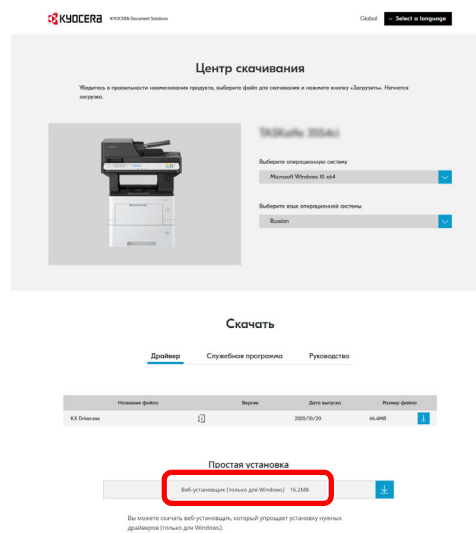 KYOCERA KYOCERA Document Solutions Global Select a language
Центр скачивания
Убедитесь в правильности наименования продукта, выберите файл для скачивания и нажмите кнопку «Загрузить». Начнется
загрузка.
Выберите операционную систему
Microsoft Windows 10 x64
Выберите язык операционной системы
Russian
Скачать
Драйвер Служебная программа Руководство
Название файла Версия Дата выпуска Размер файла
KX Driver.exe 2020/10/20 66.4MB
Простая установка
Веб-установщик (только для Windows) 16.2MB
Вы можете скачать веб-установщик, который упрощает установку нужных
драйверов (только для Windows).